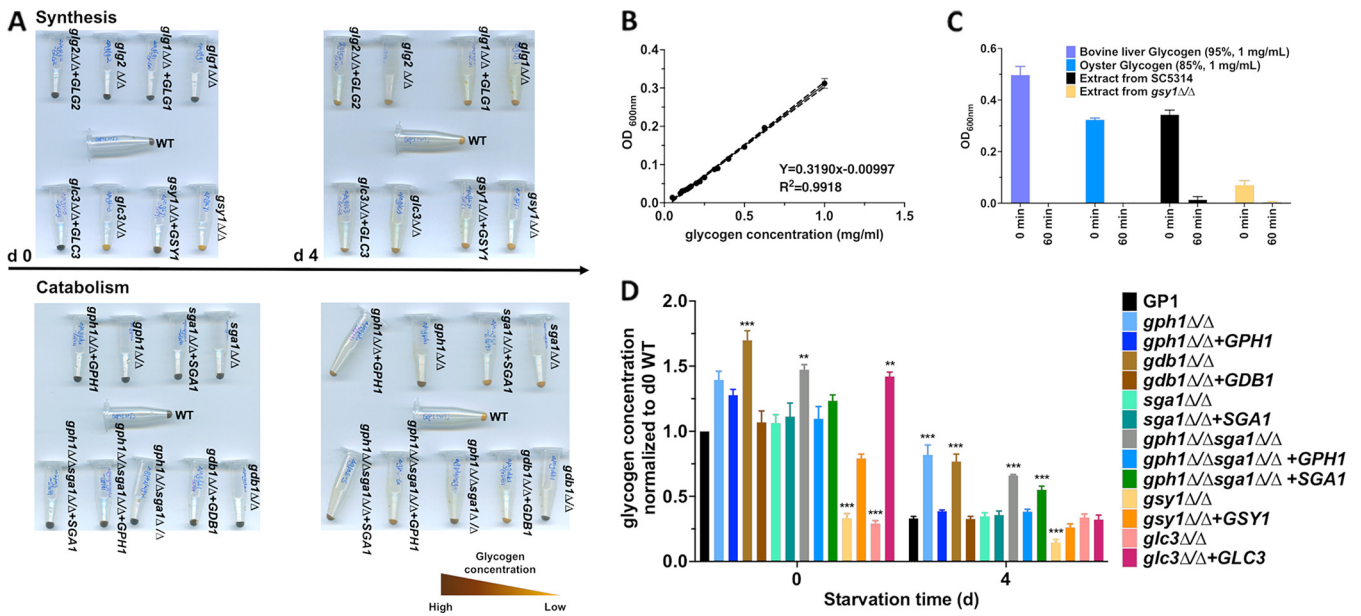 A
Synthesis
glg2Δ/Δ+GLG2
glg2 Δ/Δ
glg1Δ/Δ+GLG1
glg1Δ/Δ
WT
glc3Δ/Δ+GLC3
glc3Δ/Δ
gsy1Δ/Δ+GSY1
gsy1Δ/Δ
glg2Δ/Δ+GLG2
glg2 Δ/Δ
glg1Δ/Δ+GLG1
glg1Δ/Δ
WT
glc3Δ/Δ+GLC3
glc3Δ/Δ
gsy1Δ/Δ+GSY1
gsy1Δ/Δ
d 0
d 4
Catabolism
gph1Δ/Δ+GPH1
gph1Δ/Δ
sga1Δ/Δ+SGA1
sga1Δ/Δ
WT
gph1Δ/Δsga1Δ/Δ+SGA1
gph1Δ/Δsga1Δ/Δ+GPH1
gph1Δ/Δsga1Δ/Δ
gdb1Δ/Δ+GDB1
gdb1Δ/Δ
gph1Δ/Δ+GPH1
gph1Δ/Δ
sga1Δ/Δ+SGA1
sga1Δ/Δ
WT
gph1Δ/Δsga1Δ/Δ+SGA1
gph1Δ/Δsga1Δ/Δ+GPH1
gph1Δ/Δsga1Δ/Δ
gdb1Δ/Δ+GDB1
gdb1Δ/Δ
Glycogen
concentration
High
Low
B
OD600nm
0.4
0.3
0.2
0.1
0.0
Y=0.3190x-0.00997
R2=0.9918
0.0
0.5
1.0
1.5
glycogen concentration (mg/ml)
C
OD600nm
0.6
0.4
0.2
0.0
Bovine liver Glycogen (95%, 1 mg/mL)
Oyster Glycogen (85%, 1 mg/mL)
Extract from SC5314
Extract from gsy1Δ/Δ
0 min
60 min
0 min
60 min
0 min
60 min
0 min
60 min
D
glycogen concentration
normalized to d0 WT
2.0
1.5
1.0
0.5
0.0
***
**
***
***
**
***
***
***
***
***
0
4
Starvation time (d)
GP1
gph1Δ/Δ
gph1Δ/Δ+GPH1
gdb1Δ/Δ
gdb1Δ/Δ+GDB1
sga1Δ/Δ
sga1Δ/Δ+SGA1
gph1Δ/Δsga1Δ/Δ
gph1Δ/Δsga1Δ/Δ +GPH1
gph1Δ/Δsga1Δ/Δ +SGA1
gsy1Δ/Δ
gsy1Δ/Δ+GSY1
glc3Δ/Δ
glc3Δ/Δ+GLC3